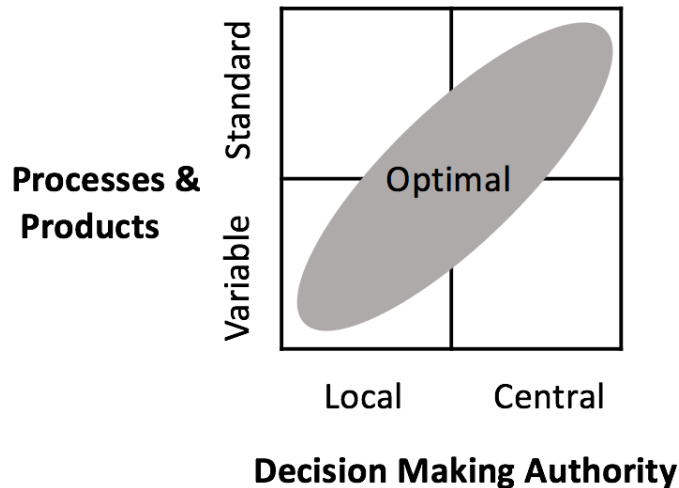 Standard
Processes &
Products
Optimal
Variable
Local
Central
Decision Making Authority